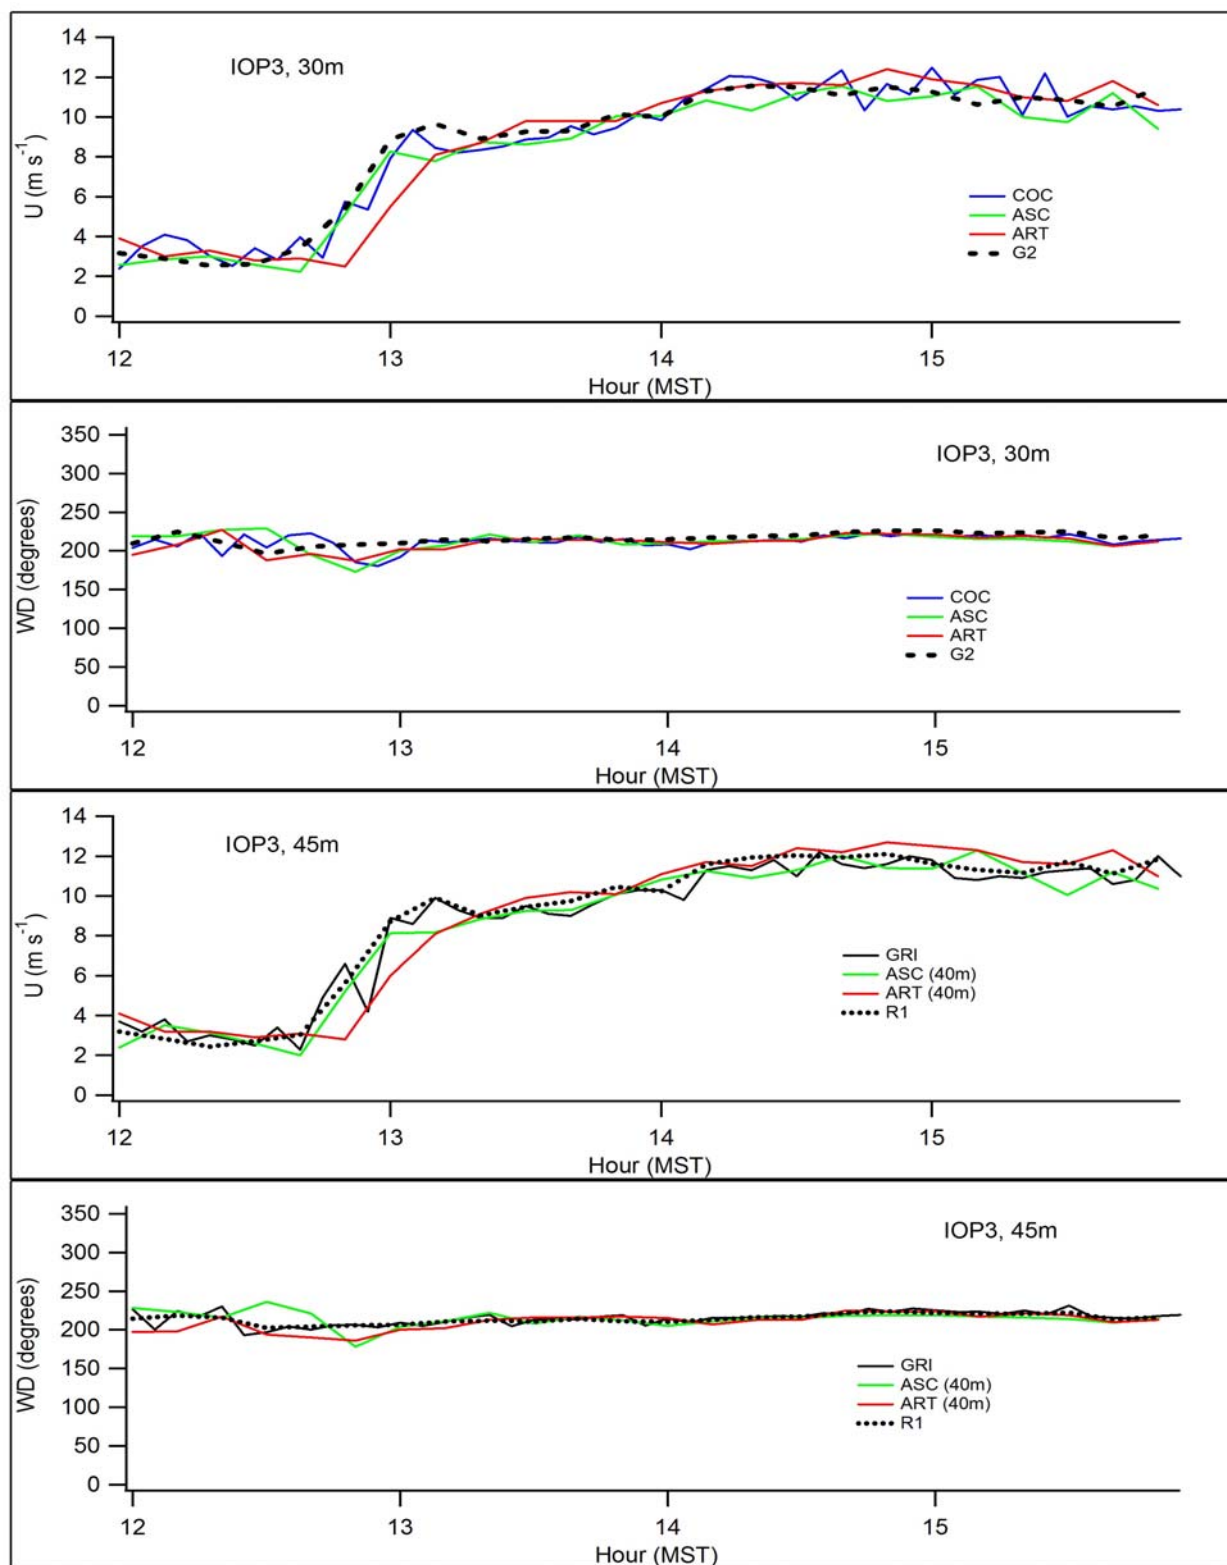 IOP3, 30m
14
12
10
8
6
4
2
0
U (m s⁻¹)
COC
ASC
ART
G2
12 13 14 15
Hour (MST)
IOP3, 30m
350
300
250
200
150
100
50
0
WD (degrees)
COC
ASC
ART
G2
12 13 14 15
Hour (MST)
IOP3, 45m
14
12
10
8
6
4
2
0
U (m s⁻¹)
GRI
ASC (40m)
ART (40m)
R1
12 13 14 15
Hour (MST)
IOP3, 45m
350
300
250
200
150
100
50
0
WD (degrees)
GRI
ASC (40m)
ART (40m)
R1
12 13 14 15
Hour (MST)